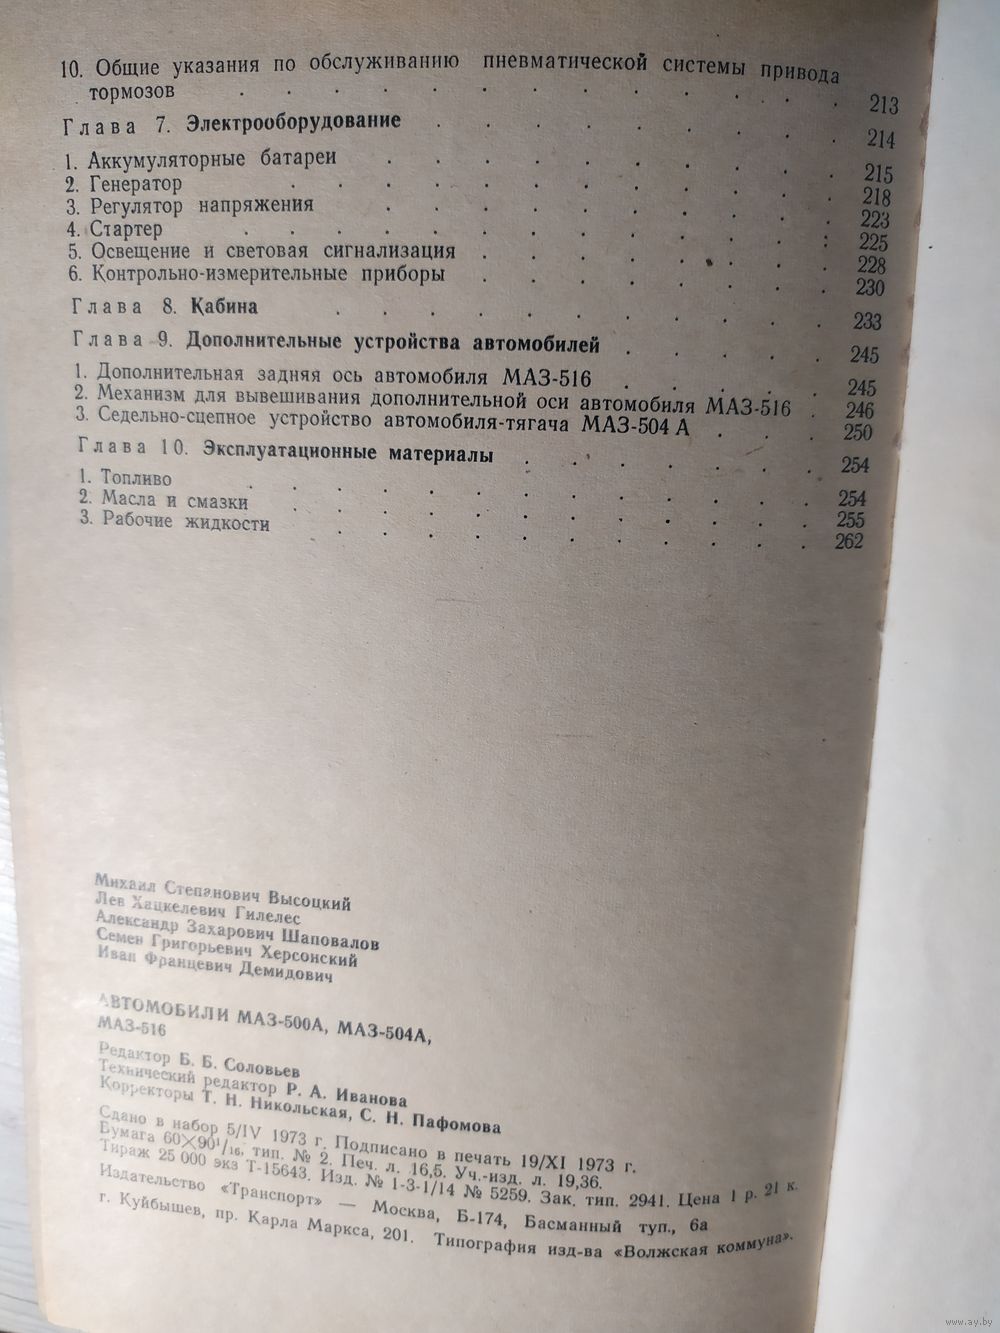 10. Общие указания по обслуживанию пневматической системы привода
тормозов . . . . . . . . . . . . . 213
Глава 7. Электрооборудование . . . . . . . . 214
1. Аккумуляторные батареи . . . . . . . . . 215
2. Генератор . . . . . . . . . . . . 218
3. Регулятор напряжения . . . . . . . . . 223
4. Стартер . . . . . . . . . . . . . 225
5. Освещение и световая сигнализация . . . . . . . 228
6. Контрольно-измерительные приборы . . . . . . . 230
Глава 8. Кабина . . . . . . . . . . . 233
Глава 9. Дополнительные устройства автомобилей . . . . 245
1. Дополнительная задняя ось автомобиля МАЗ-516 . . . . . 245
2. Механизм для вывешивания дополнительной оси автомобиля МАЗ-516 . 246
3. Седельно-сцепное устройство автомобиля-тягача МАЗ-504 А . . . 250
Глава 10. Эксплуатационные материалы . . . . . . 254
1. Топливо . . . . . . . . . . . . . 254
2. Масла и смазки . . . . . . . . . . . . 255
3. Рабочие жидкости . . . . . . . . . . . 262
Михаил Степанович Высоцкий
Лев Хацкелевич Гилелес
Александр Захарович Шаповалов
Семен Григорьевич Херсонский
Иван Францевич Демидович
АВТОМОБИЛИ МАЗ-500А, МАЗ-504А,
МАЗ-516
Редактор Б. Б. Соловьев
Технический редактор Р. А. Иванова
Корректоры Т. Н. Никольская, С. Н. Пафомова
Сдано в набор 5/IV 1973 г. Подписано в печать 19/XI 1973 г.
Бумага 60×90¹/₁₆, тип. № 2. Печ. л. 16,5. Уч.-изд. л. 19,36.
Тираж 25 000 экз Т-15643. Изд. № 1-3-1/14 № 5259. Зак. тип. 2941. Цена 1 р. 21 к.
Издательство «Транспорт» — Москва, Б-174, Басманный туп., 6а
г. Куйбышев, пр. Карла Маркса, 201. Типография изд-ва «Волжская коммуна».
www.ay.by